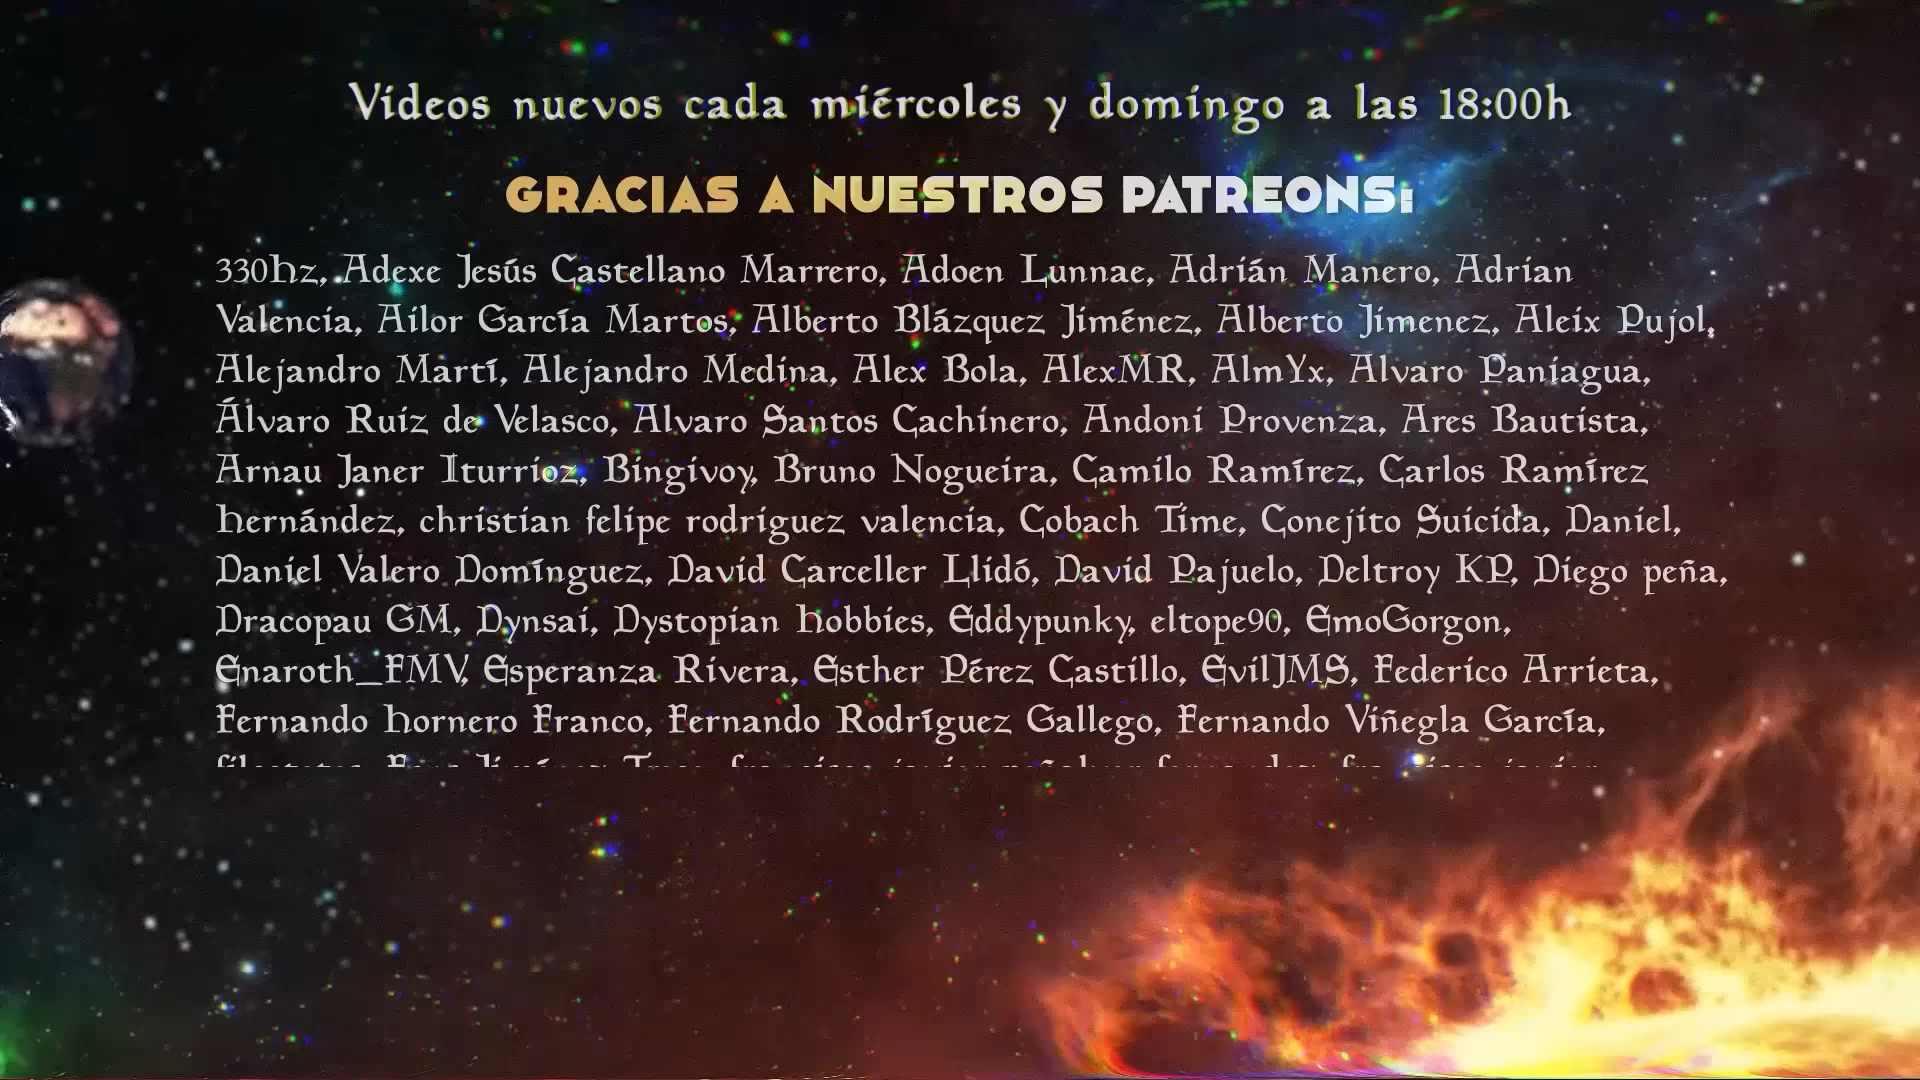 Vídeos nuevos cada miércoles y domingo a las 18:00h
GRACIAS A NUESTROS PATREONS:
330hz, Adexe Jesús Castellano Marrero, Adoen Lunnae, Adrián Manero, Adrian
Valencia, Ailor García Martos, Alberto Blázquez Jiménez, Alberto Jimenez, Aleix Pujol,
Alejandro Martí, Alejandro Medina, Alex Bola, AlexMR, AlmYx, Alvaro Paniagua,
Álvaro Ruiz de Velasco, Alvaro Santos Cachinero, Andoni Provenza, Ares Bautista,
Arnau Janer Iturrioz, Bingivoy, Bruno Nogueira, Camilo Ramírez, Carlos Ramírez
Hernández, christian felipe rodriguez valencia, Cobach Time, Conejito Suicida, Daniel,
Daniel Valero Domínguez, David Carceller Llidó, David Pajuelo, Deltroy KP, Diego peña,
Dracopau GM, Dynsai, Dystopian Hobbies, Eddypunky, eltope90, EmoGorgon,
Enaroth_FMV, Esperanza Rivera, Esther Pérez Castillo, EvilJMS, Federico Arrieta,
Fernando Hornero Franco, Fernando Rodríguez Gallego, Fernando Viñegla García,